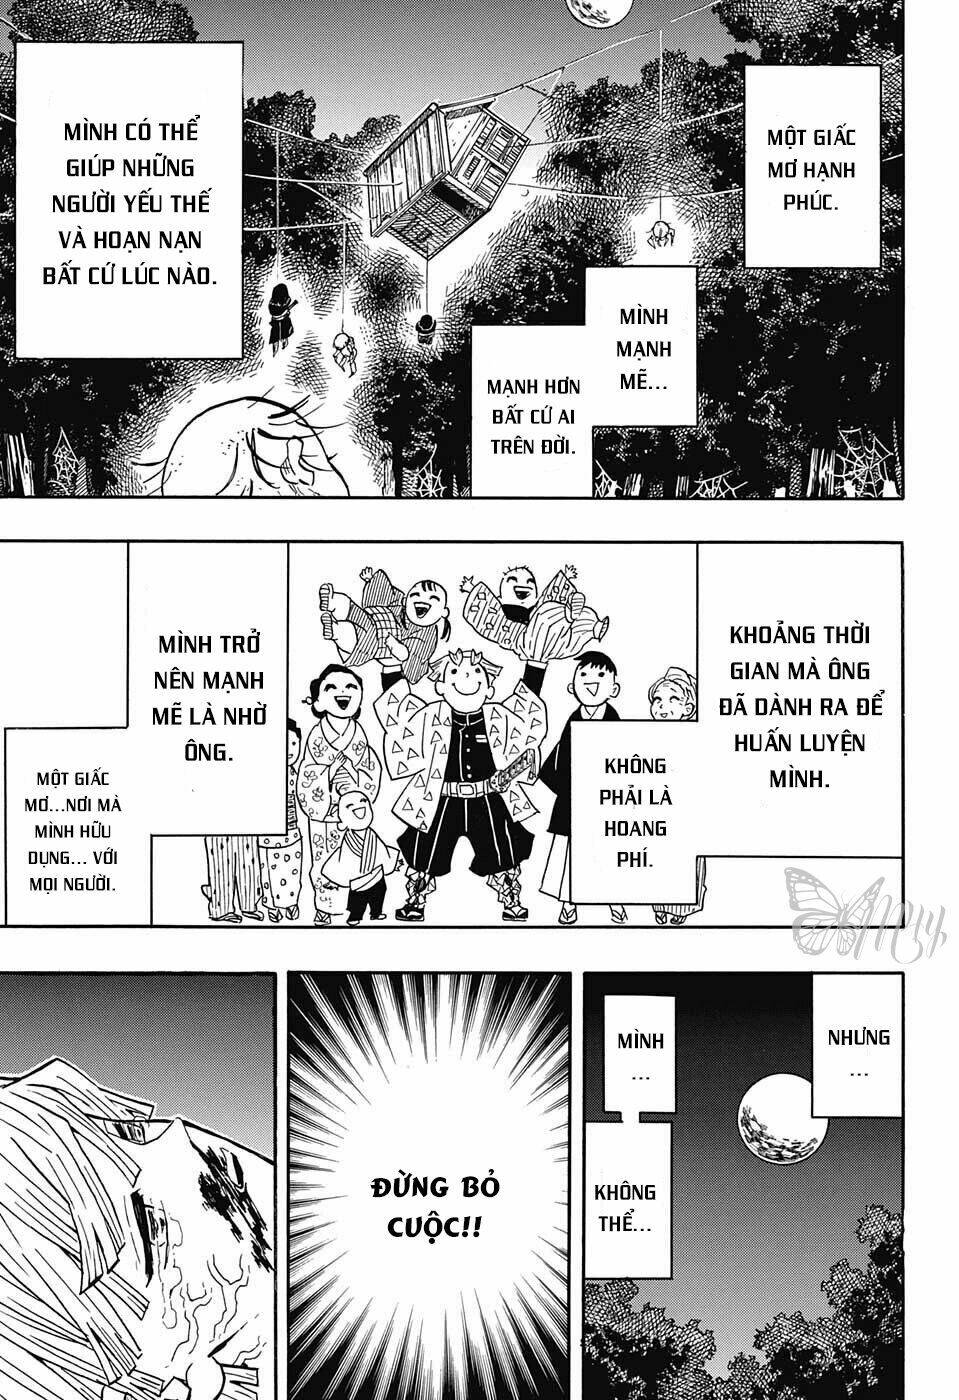 MỘT GIẤC
MƠ HẠNH
PHÚC.
MÌNH
MẠNH
MẼ...
MẠNH HƠN
BẤT CỨ AI
TRÊN ĐỜI.
MÌNH CÓ THỂ
GIÚP NHỮNG
NGƯỜI YẾU THẾ
VÀ HOẠN NẠN
BẤT CỨ LÚC NÀO.
KHOẢNG THỜI
GIAN MÀ ÔNG
ĐÃ DÀNH RA ĐỂ
HUẤN LUYỆN
MÌNH.
KHÔNG
PHẢI LÀ
HOANG
PHÍ.
MÌNH TRỞ
NÊN MẠNH
MẼ LÀ NHỜ
ÔNG.
MỘT GIẤC
MƠ...NƠI MÀ
MÌNH HỮU
DỤNG... VỚI
MỌI NGƯỜI.
NHƯNG
...
MÌNH
...
KHÔNG
THỂ...
ĐỪNG BỎ
CUỘC!!